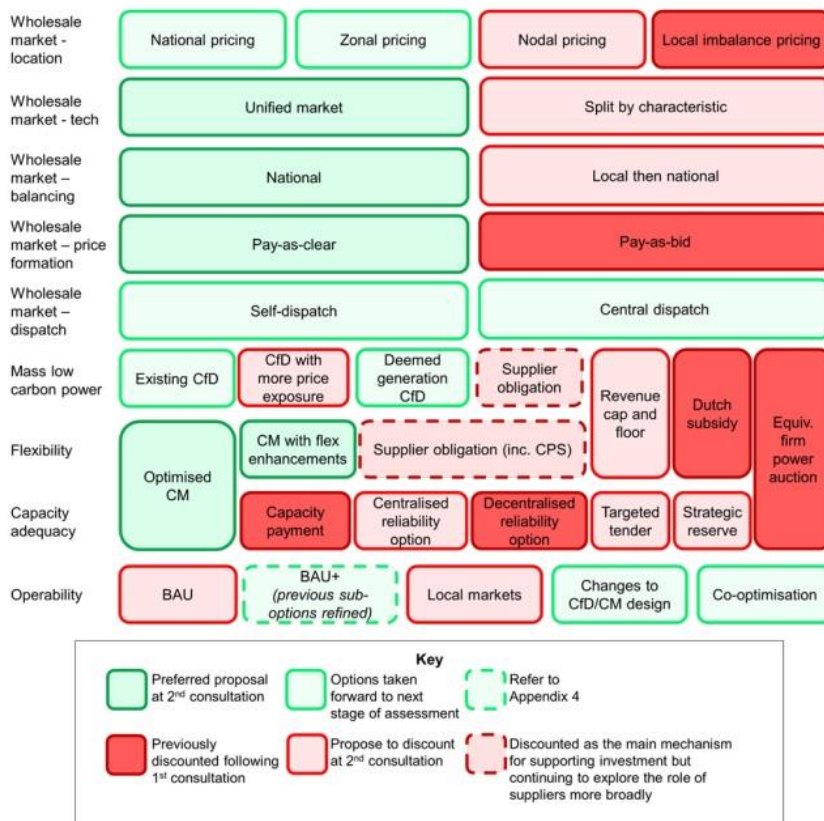 Wholesale
market -
location
National pricing
Zonal pricing
Nodal pricing
Local imbalance pricing
Wholesale
market - tech
Unified market
Split by characteristic
Wholesale
market –
balancing
National
Local then national
Wholesale
market – price
formation
Pay-as-clear
Pay-as-bid
Wholesale
market –
dispatch
Self-dispatch
Central dispatch
Mass low
carbon power
Existing CfD
CfD with
more price
exposure
Deemed
generation
CfD
Supplier
obligation
Revenue
cap and
floor
Dutch
subsidy
Equiv.
firm
power
auction
Flexibility
Optimised
CM
CM with flex
enhancements
Supplier obligation (inc. CPS)
Capacity
adequacy
Capacity
payment
Centralised
reliability
option
Decentralised
reliability
option
Targeted
tender
Strategic
reserve
Operability
BAU
BAU+
(previous sub-
options refined)
Local markets
Changes to
CfD/CM design
Co-optimisation
Key
Preferred proposal
at 2nd consultation
Options taken
forward to next
stage of assessment
Refer to
Appendix 4
Previously
discounted following
1st consultation
Propose to discount
at 2nd consultation
Discounted as the main mechanism
for supporting investment but
continuing to explore the role of
suppliers more broadly